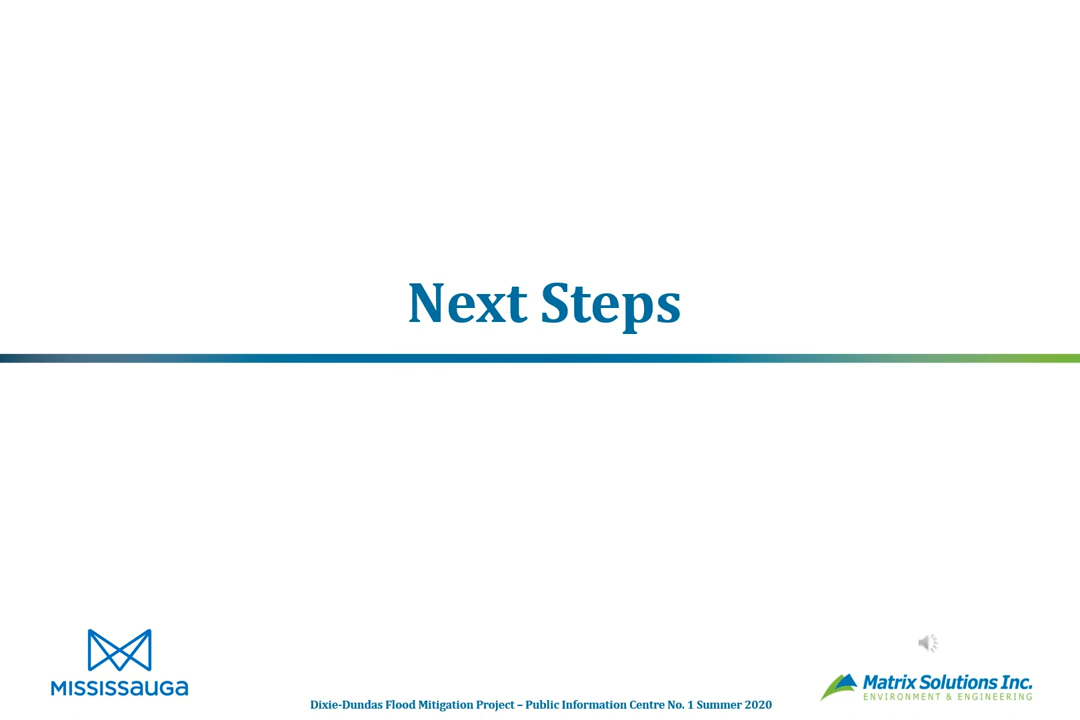 Next Steps
MISSISSAUGA
Matrix Solutions Inc.
ENVIRONMENT & ENGINEERING
Dixie-Dundas Flood Mitigation Project – Public Information Centre No. 1 Summer 2020